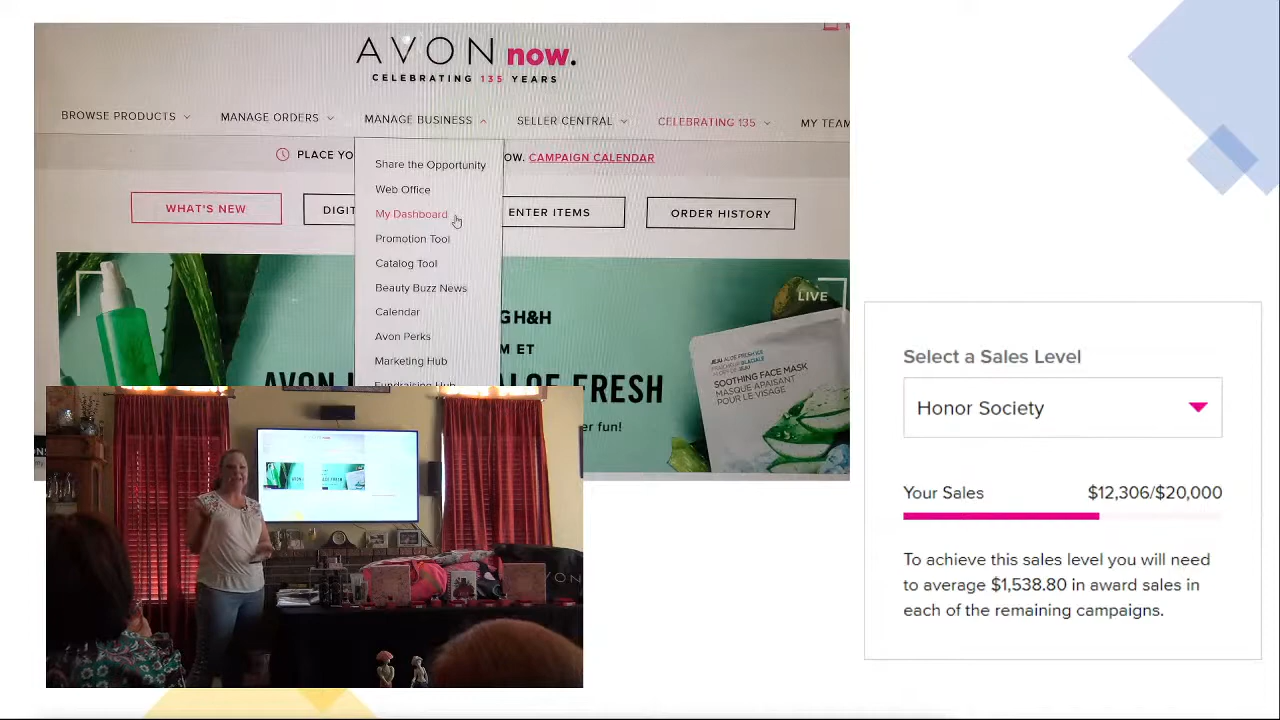 AVON now.
CELEBRATING 135 YEARS
BROWSE PRODUCTS MANAGE ORDERS MANAGE BUSINESS SELLER CENTRAL CELEBRATING 135 MY TEAM
PLACE YO OW. CAMPAIGN CALENDAR
Share the Opportunity
Web Office
My Dashboard
Promotion Tool
Catalog Tool
Beauty Buzz News
Calendar
Avon Perks
Marketing Hub
Fundraising Hub
WHAT'S NEW DIGIT ENTER ITEMS ORDER HISTORY
LIVE
G H&H
M ET
AVON ALOE FRESH
er fun!
SOOTHING FACE MASK
MASQUE APAISANT
POUR LE VISAGE
Select a Sales Level
Honor Society
Your Sales $12,306/$20,000
To achieve this sales level you will need
to average $1,538.80 in award sales in
each of the remaining campaigns.